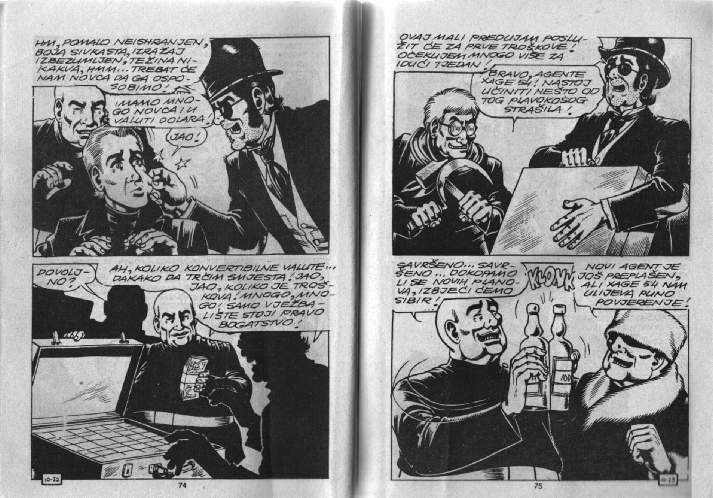 HM, POMALO NEISHRANJEN,
BOJA SIVKASTA, IZRAŽAJ
IZBEZUMLJEN, TEŽINA NI-
KAKVA, HMM... TREBAT ĆE
NAM NOVCA DA GA OSPO-
SOBIMO!
IMAMO MNO-
GO NOVCA I U
VALUTI DOLARA!
JAO!
DOVOLJ-
NO?
AH, KOLIKO KONVERTIBILNE VALUTE...
DAKAKO DA TRČIM SMJESTA! JAO,
JAO, KOLIKO JE TROŠ-
KOVA! MNOGO, MNO-
GO! SAMO VJEŽBA-
LIŠTE STOJI PRAVO
BOGATSTVO!
10-22
74
OVAJ MALI PREDUJAM POSLU-
ŽIT ĆE ZA PRVE TROŠKOVE!
OČEKUJEM MNOGO VIŠE ZA
IDUĆI TJEDAN!
BRAVO, AGENTE
XAGE 54! NASTOJ
UČINITI NEŠTO OD
TOG PLAVOKOSOG
STRAŠILA!
SAVRŠENO... SAVR-
ŠENO... DOKOPAMO
LI SE NOVIH PLANO-
VA, IZBJEĆI ĆEMO
SIBIR!
KLONK
NOVI AGENT JE
JOŠ PREPLAŠEN,
ALI XAGE 54 NAM
ULIJEVA PUNO
POVJERENJE!
75
10-23